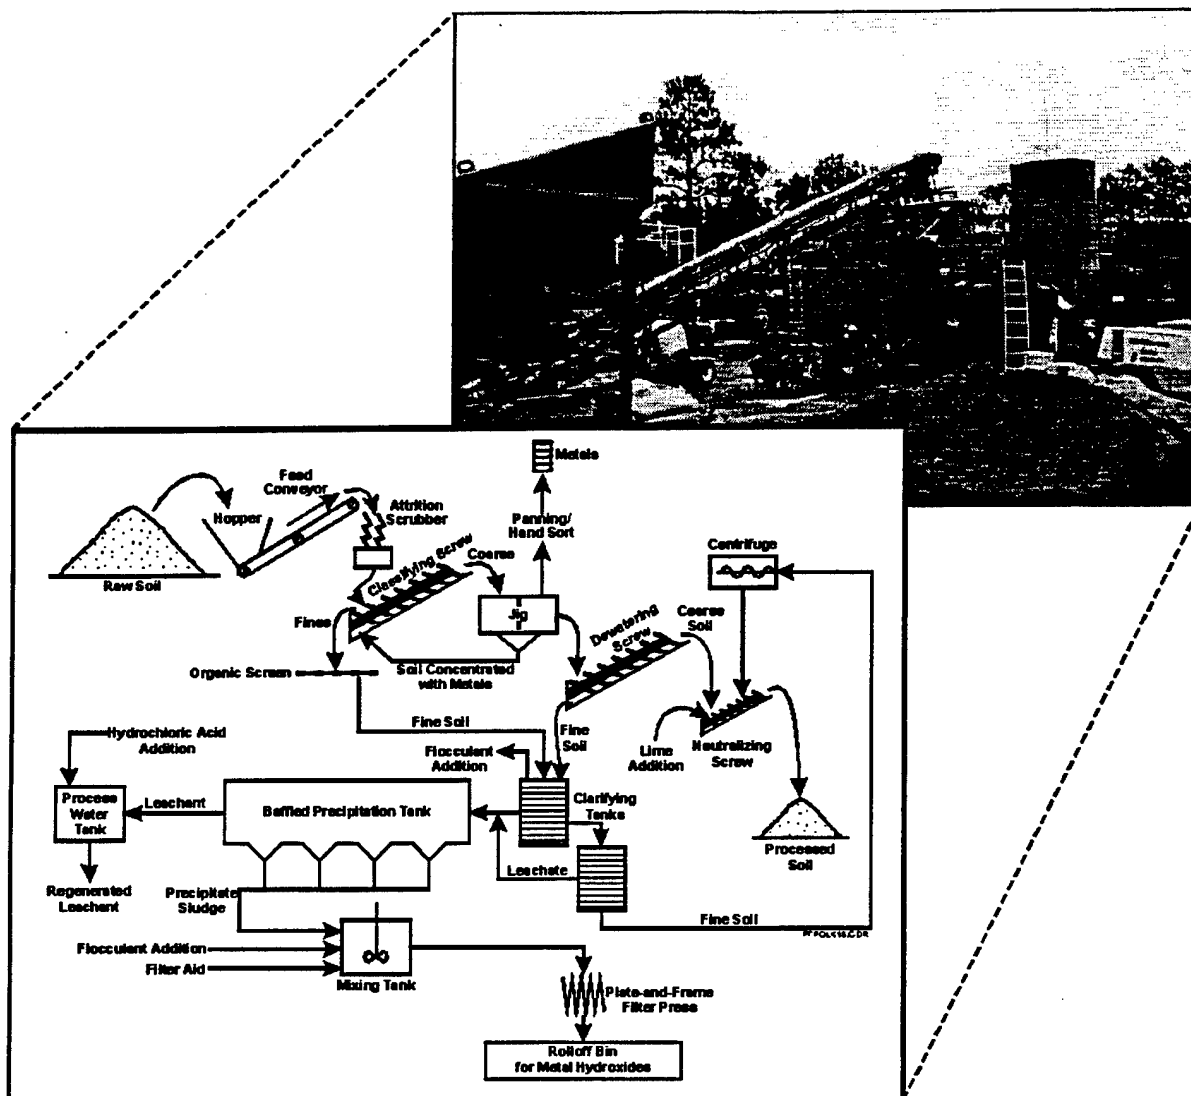 Metals
Feed
Conveyor
Hopper
Attrition
Scrubber
Panning/
Hand Sort
Raw Soil
Classifying Screw
Coarse
Centrifuge
Jig
Fines
Dewatering
Screw
Coarse
Soil
Organic Screen
Soil Concentrated
with Metals
Fine Soil
Fine
Soil
Lime
Addition
Neutralizing
Screw
Hydrochloric Acid
Addition
Flocculant
Addition
Process
Water
Tank
Leachant
Baffled Precipitation Tank
Clarifying
Tanks
Processed
Soil
Regenerated
Leachant
Precipitate
Sludge
Leachate
Fine Soil
Flocculant Addition
Filter Aid
Mixing Tank
Plate-and-Frame
Filter Press
Rolloff Bin
for Metal Hydroxides